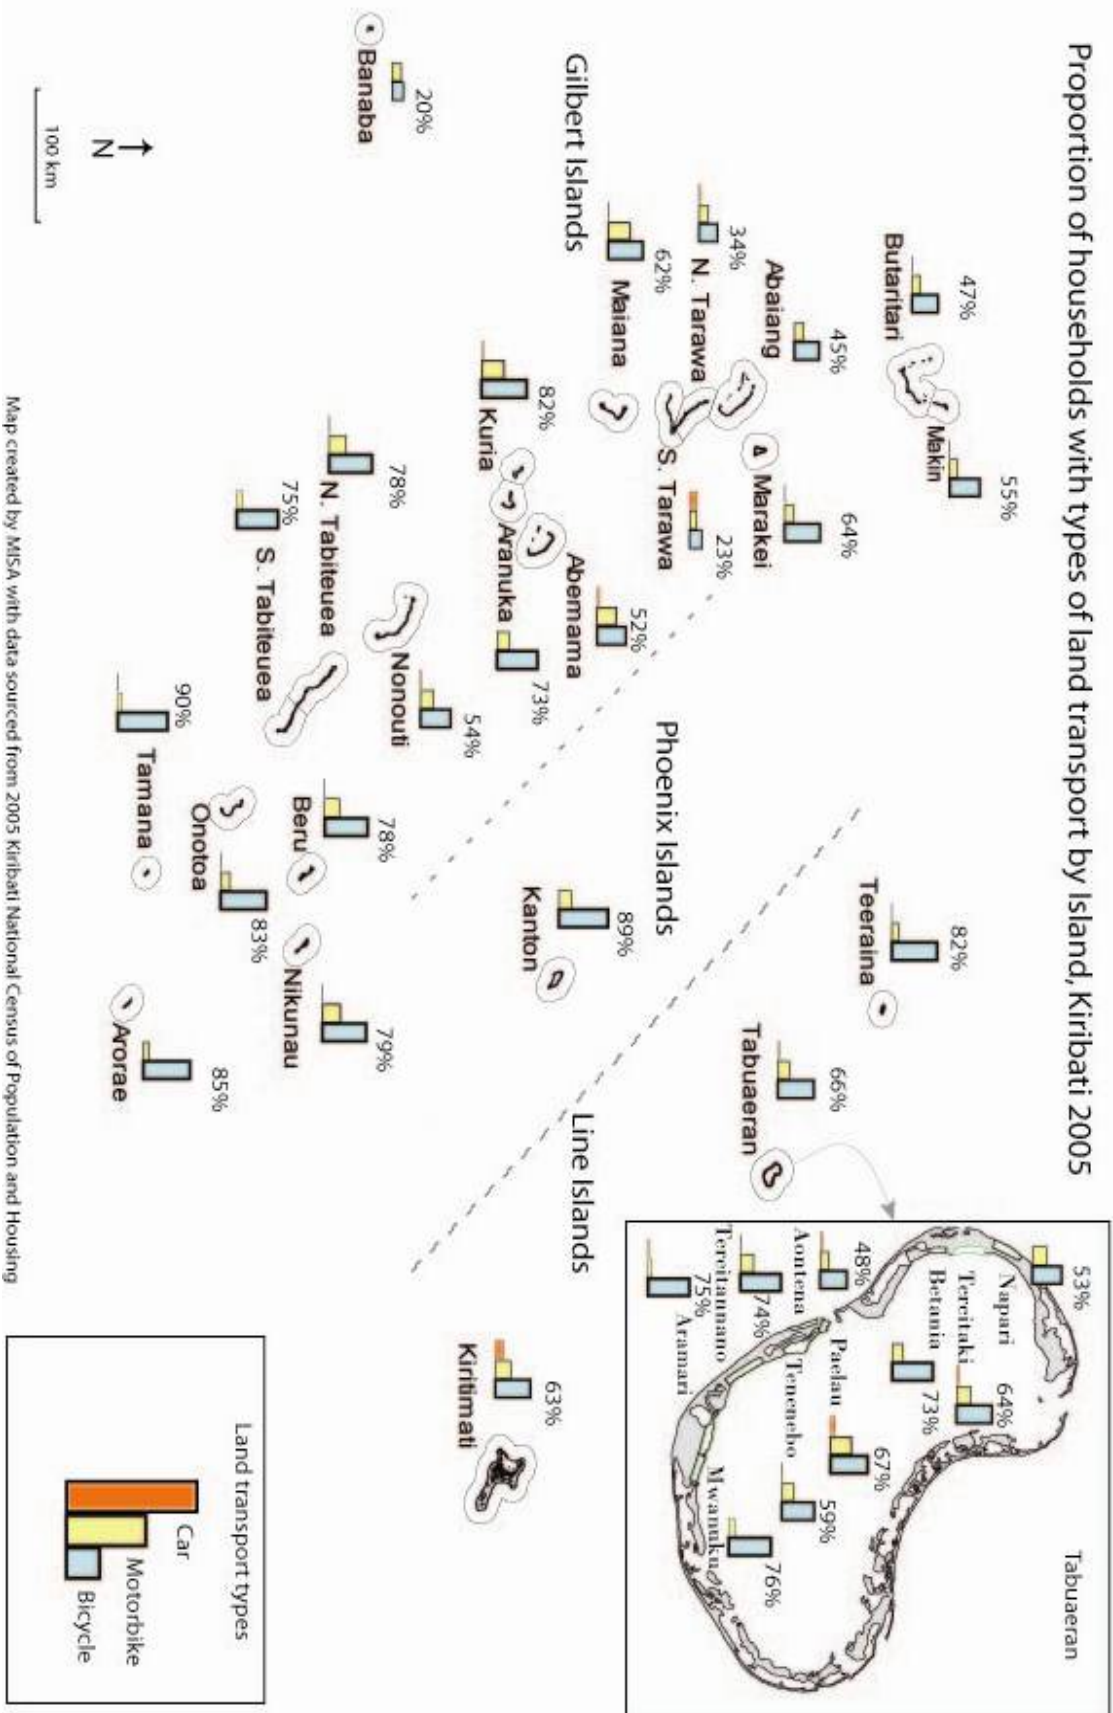 Proportion of households with types of land transport by Island, Kiribati 2005
Gilbert Islands
Phoenix Islands
Line Islands
20%
Banaba
47%
Butaritari
55%
Makin
45%
Abaiang
64%
Marakei
34%
N. Tarawa
23%
S. Tarawa
62%
Maiana
52%
Abemama
82%
Kuria
73%
Aranuka
54%
Nonouti
78%
N. Tabiteuea
75%
S. Tabiteuea
78%
Beru
79%
Nikunau
83%
Onotoa
90%
Tamana
85%
Arorae
89%
Kanton
82%
Teeraina
66%
Tabuaeran
63%
Kiritimati
Tabuaeran
53%
Napari
64%
Tereitaki
73%
Betania
48%
Aontena
67%
Paelau
59%
Tenenebo
74%
Tereitannano
75%
Aramari
76%
Mwanuku
Land transport types
Car
Motorbike
Bicycle
N
100 km
Map created by MISA with data sourced from 2005 Kiribati National Census of Population and Housing